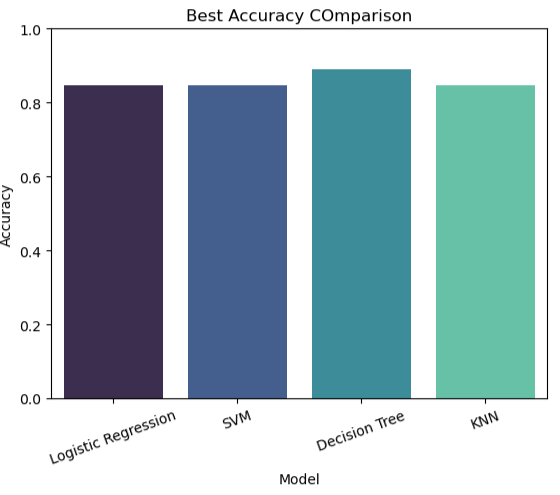 Best Accuracy COmparison
1.0
0.8
0.6
0.4
0.2
0.0
Accuracy
Logistic Regression
SVM
Decision Tree
KNN
Model